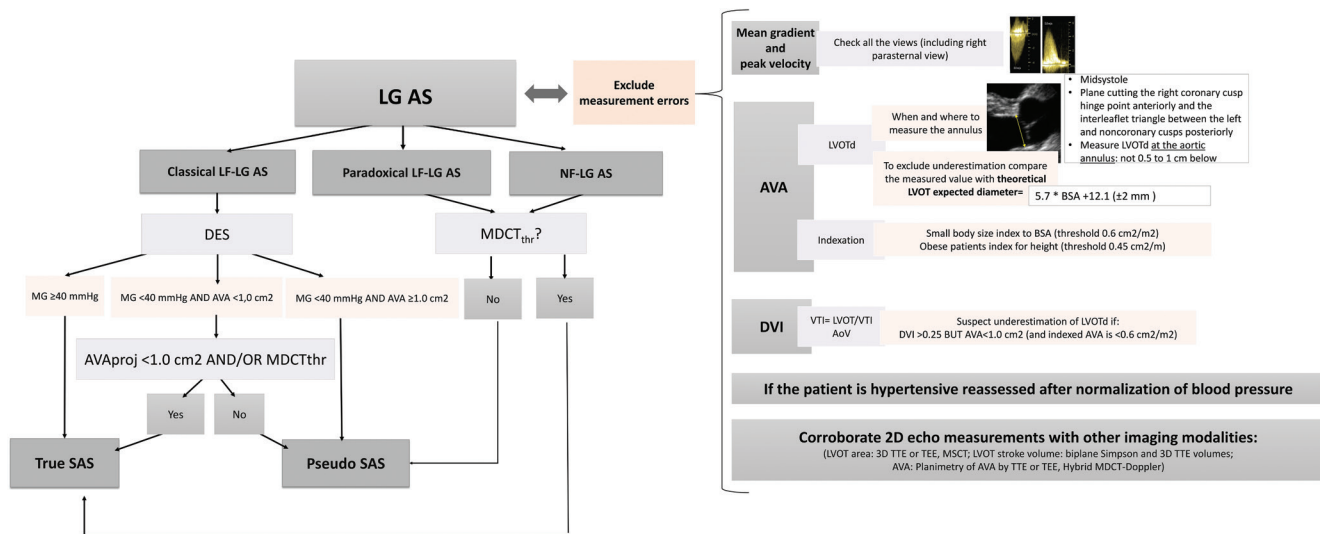 LG AS
Exclude
measurement errors
Classical LF-LG AS
Paradoxical LF-LG AS
NF-LG AS
DES
MDCTthr?
MG ≥40 mmHg
MG <40 mmHg AND AVA <1,0 cm2
MG <40 mmHg AND AVA ≥1.0 cm2
No
Yes
AVAproj <1.0 cm2 AND/OR MDCTthr
Yes
No
True SAS
Pseudo SAS
Mean gradient
and
peak velocity
Check all the views (including right
parasternal view)
AVA
LVOTd
When and where to
measure the annulus
• Midsystole
• Plane cutting the right coronary cusp
hinge point anteriorly and the
interleaflet triangle between the left
and noncoronary cusps posteriorly
• Measure LVOTd at the aortic
annulus: not 0.5 to 1 cm below
To exclude underestimation compare
the measured value with theoretical
LVOT expected diameter=
5.7 * BSA +12.1 (±2 mm )
Indexation
Small body size index to BSA (threshold 0.6 cm2/m2)
Obese patients index for height (threshold 0.45 cm2/m)
DVI
VTI= LVOT/VTI
AoV
Suspect underestimation of LVOTd if:
DVI >0.25 BUT AVA<1.0 cm2 (and indexed AVA is <0.6 cm2/m2)
If the patient is hypertensive reassessed after normalization of blood pressure
Corroborate 2D echo measurements with other imaging modalities:
(LVOT area: 3D TTE or TEE, MSCT; LVOT stroke volume: biplane Simpson and 3D TTE volumes;
AVA: Planimetry of AVA by TTE or TEE, Hybrid MDCT-Doppler)